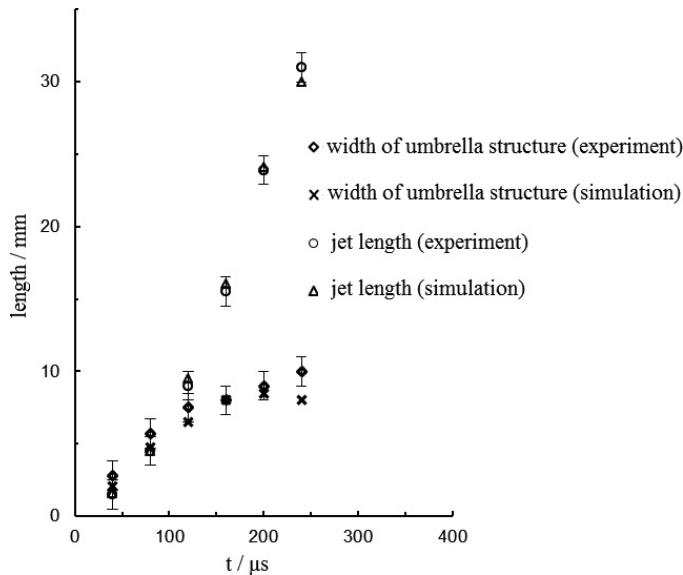 30
20
10
0
length / mm
width of umbrella structure (experiment)
width of umbrella structure (simulation)
jet length (experiment)
jet length (simulation)
0 100 200 300 400
t / μs